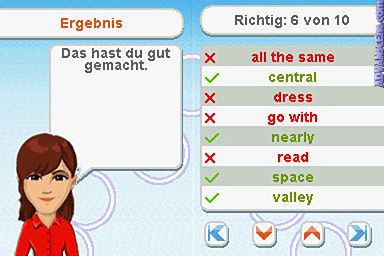 Ergebnis
Richtig: 6 von 10
Das hast du gut
gemacht.
all the same
central
dress
go with
nearly
read
space
valley